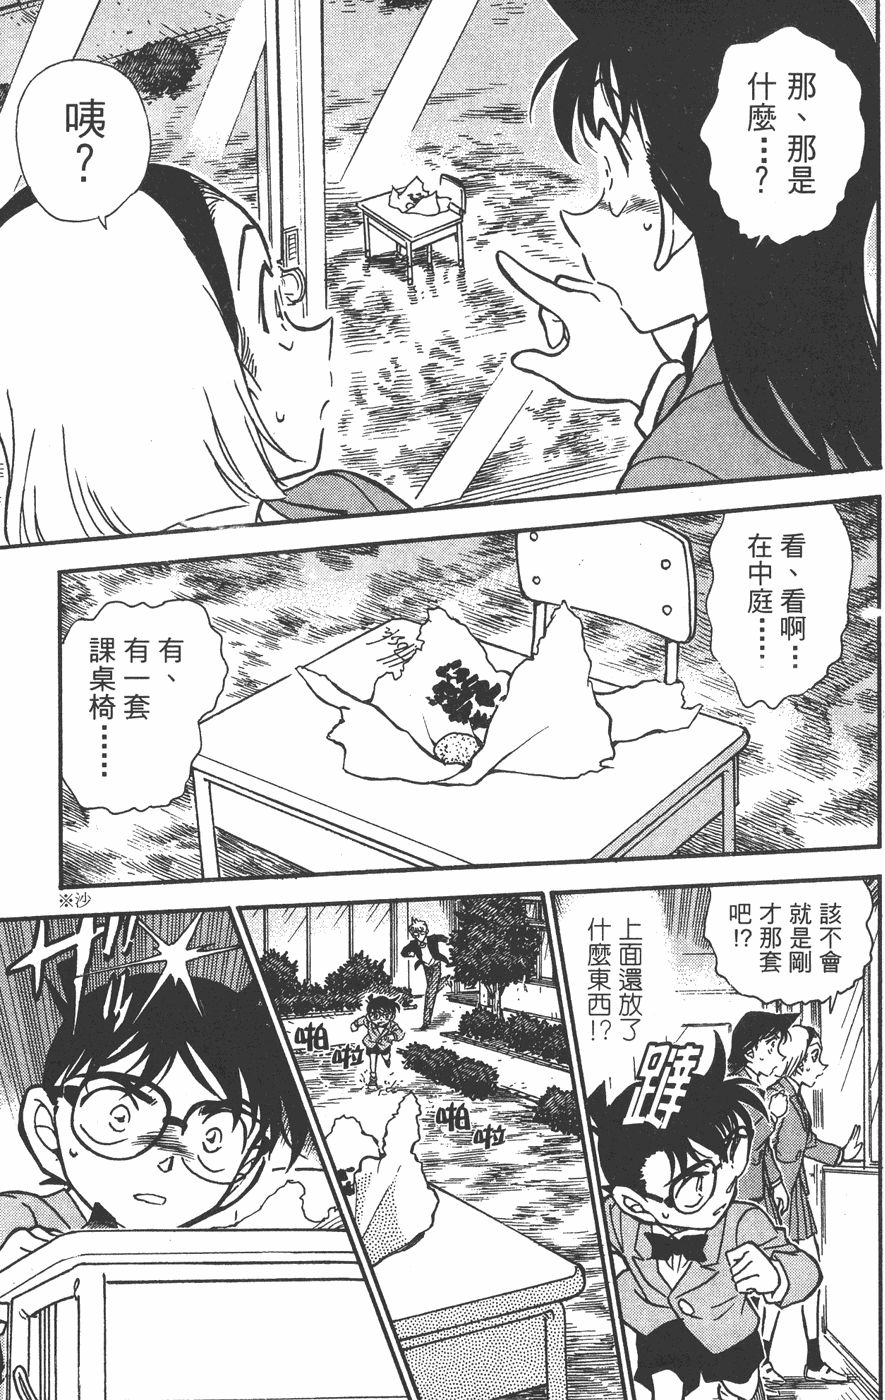 那、那是
什麼…?
咦?
看、看啊…
在中庭……
有、
有一套
課桌椅……
※沙
該不會
就是剛
才那套
吧!?
上面還放了
什麼東西!?
躂
啪
啦
啪
啦